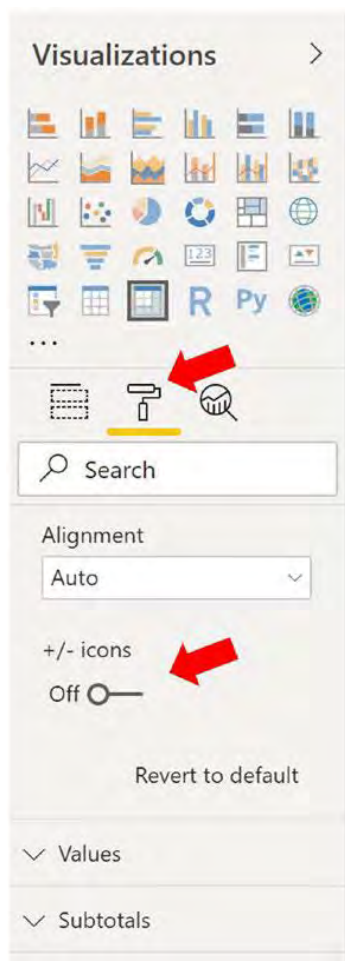 Visualizations
123
R Py
...
Search
Alignment
Auto
+/- icons
Off
Revert to default
Values
Subtotals